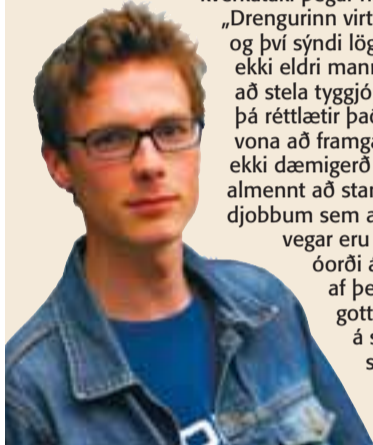 „Drengurinn virt
og því sýndi lög
ekki eldri mann
að stela tyggjó
þá réttlætir það
vona að framga
ekki dæmigerð
almennt að star
djobbum sem a
vegar eru
óorði á
af þe
gott
á s
s